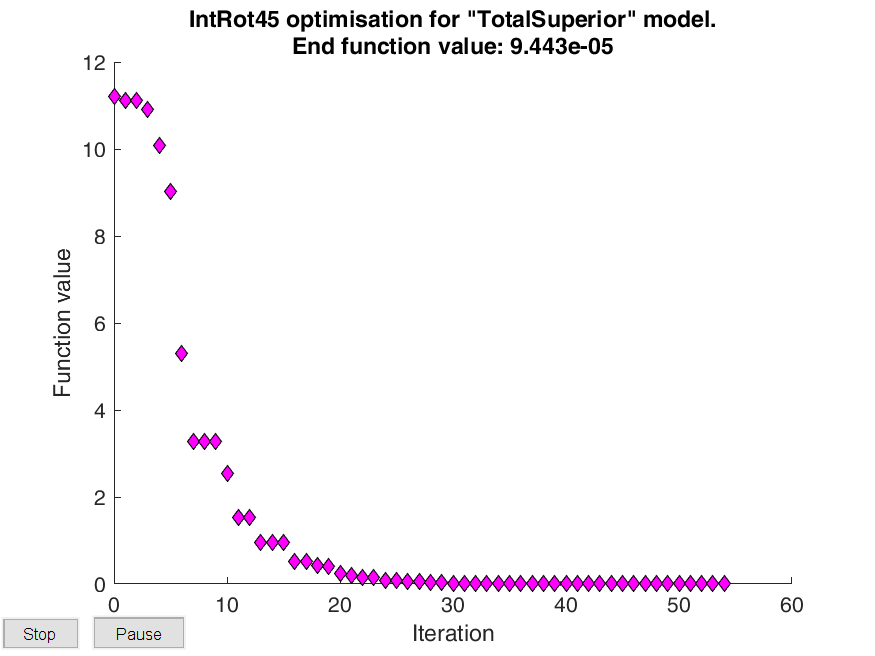 IntRot45 optimisation for "TotalSuperior" model.
End function value: 9.443e-05
12
10
8
6
4
2
0
Function value
0 10 20 30 40 50 60
Iteration
Stop Pause